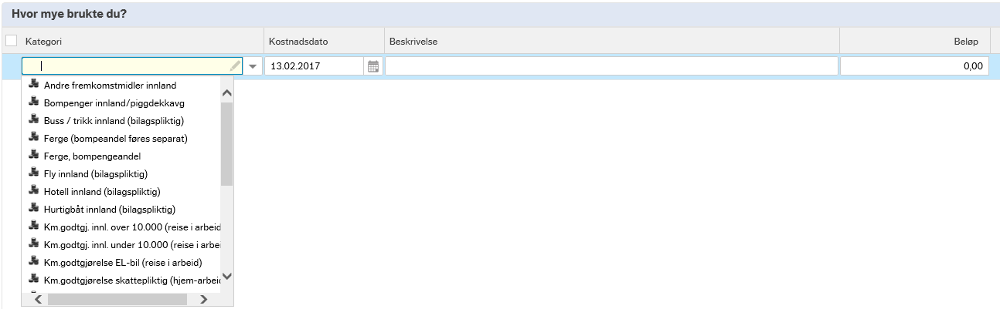 Hvor mye brukte du?
Kategori Kostnadsdato Beskrivelse Beløp
13.02.2017 0,00
Andre fremkomstmidler innland
Bompenger innland/piggdekkavg
Buss / trikk innland (bilagspliktig)
Ferge (bompeandel føres separat)
Ferge, bompengeandel
Fly innland (bilagspliktig)
Hotell innland (bilagspliktig)
Hurtigbåt innland (bilagspliktig)
Km.godtgj. innl. over 10.000 (reise i arbeid
Km.godtgj. innl. under 10.000 (reise i arbei
Km.godtgjørelse EL-bil (reise i arbeid)
Km.godtgjørelse skattepliktig (hjem-arbeid